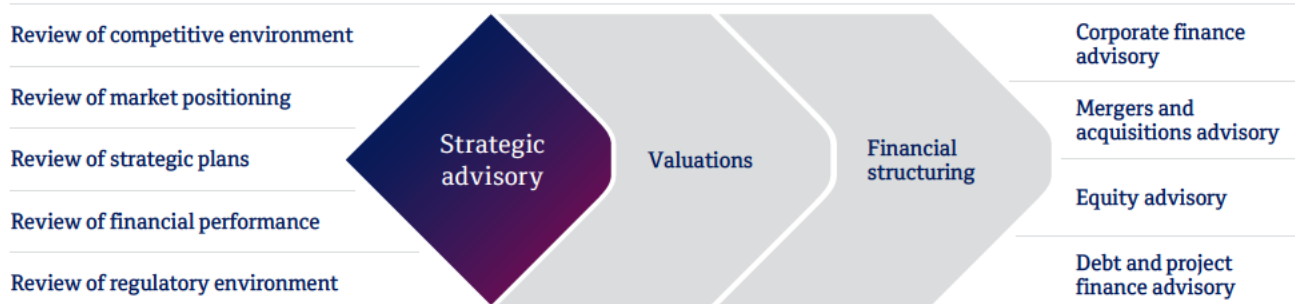 Review of competitive environment
Review of market positioning
Review of strategic plans
Review of financial performance
Review of regulatory environment
Strategic
advisory
Valuations
Financial
structuring
Corporate finance
advisory
Mergers and
acquisitions advisory
Equity advisory
Debt and project
finance advisory